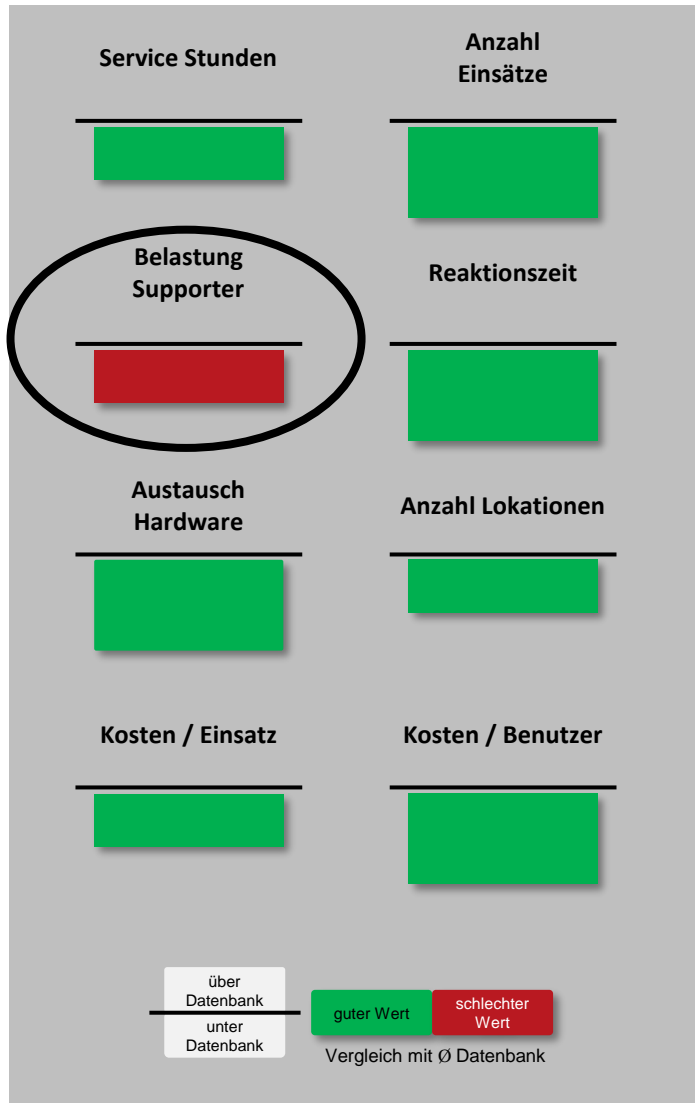 Service Stunden
Anzahl
Einsätze
Belastung
Supporter
Reaktionszeit
Austausch
Hardware
Anzahl Lokationen
Kosten / Einsatz
Kosten / Benutzer
über
Datenbank
unter
Datenbank
guter Wert
schlechter
Wert
Vergleich mit Ø Datenbank